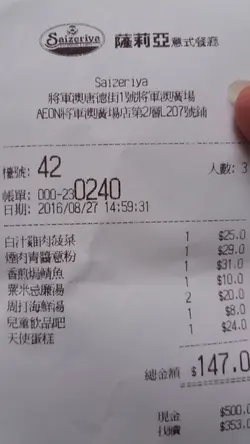 Saizeriya
薩莉亞意式餐廳
Saizeriya
將軍澳唐德街1號將軍澳廣場
AEON將軍澳廣場店第2層L207號鋪
檯號: 42 人數: 3
帳單: 000-230240
日期: 2016/08/27 14:59:31
白汁雞肉菠菜 1 $25.0
燒肉青醬意粉 1 $29.0
香煎焗鯖魚 1 $31.0
粟米忌廉湯 1 $10.0
周打海鮮湯 2 $20.0
兒童飲品吧 1 $8.0
天使蛋糕 1 $24.0
總金額 $147.0
現金 $500.0
找續 $353.0